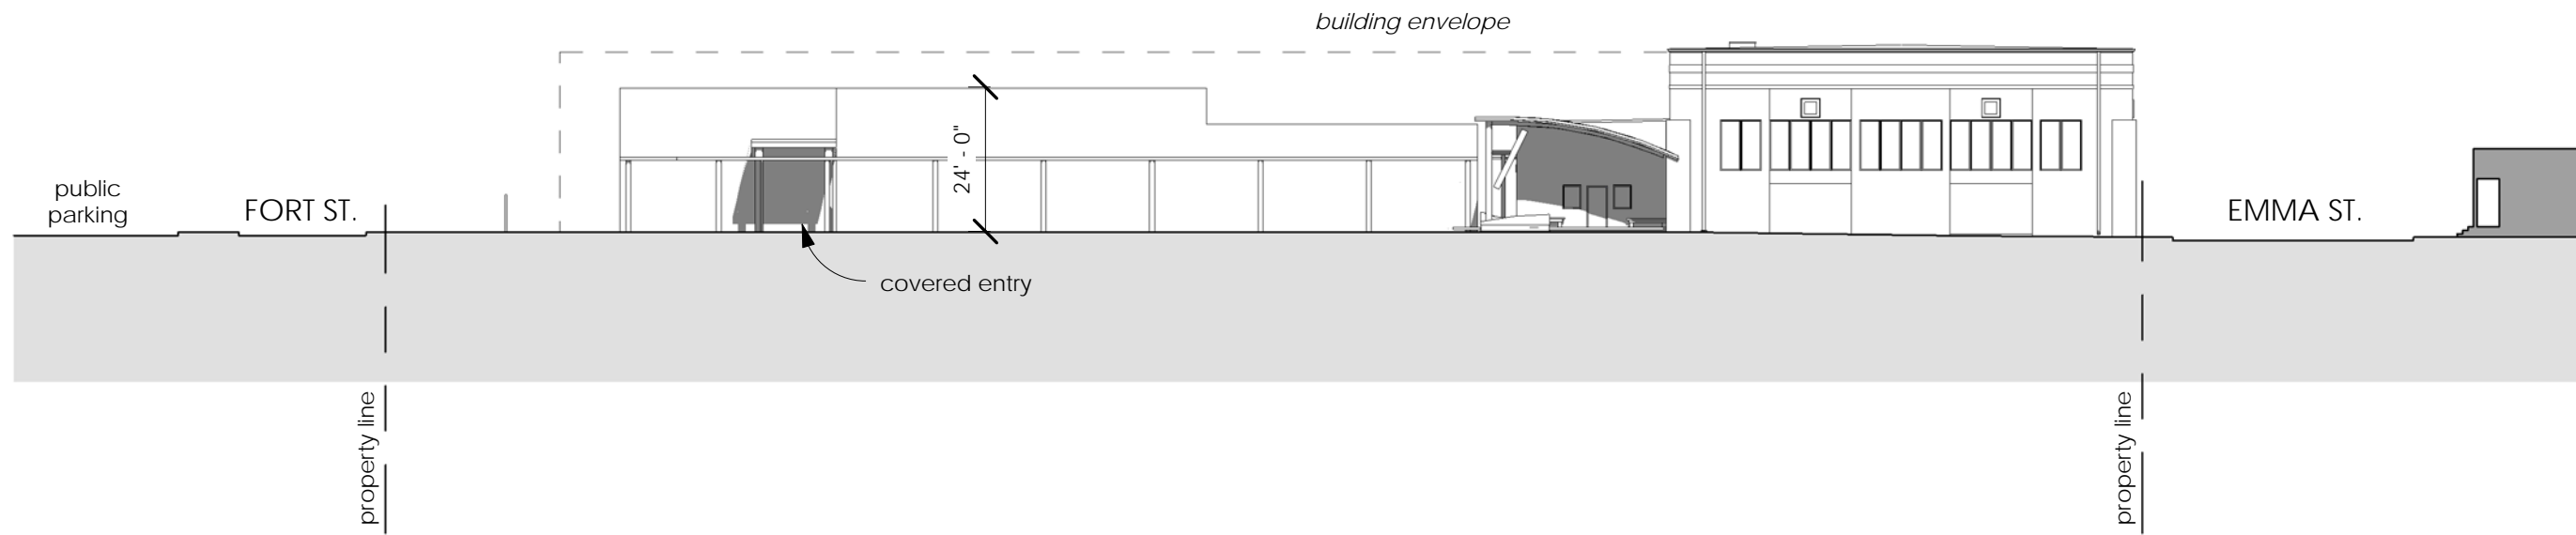 building envelope
24' - 0"
public
parking
FORT ST.
EMMA ST.
covered entry
property line
property line